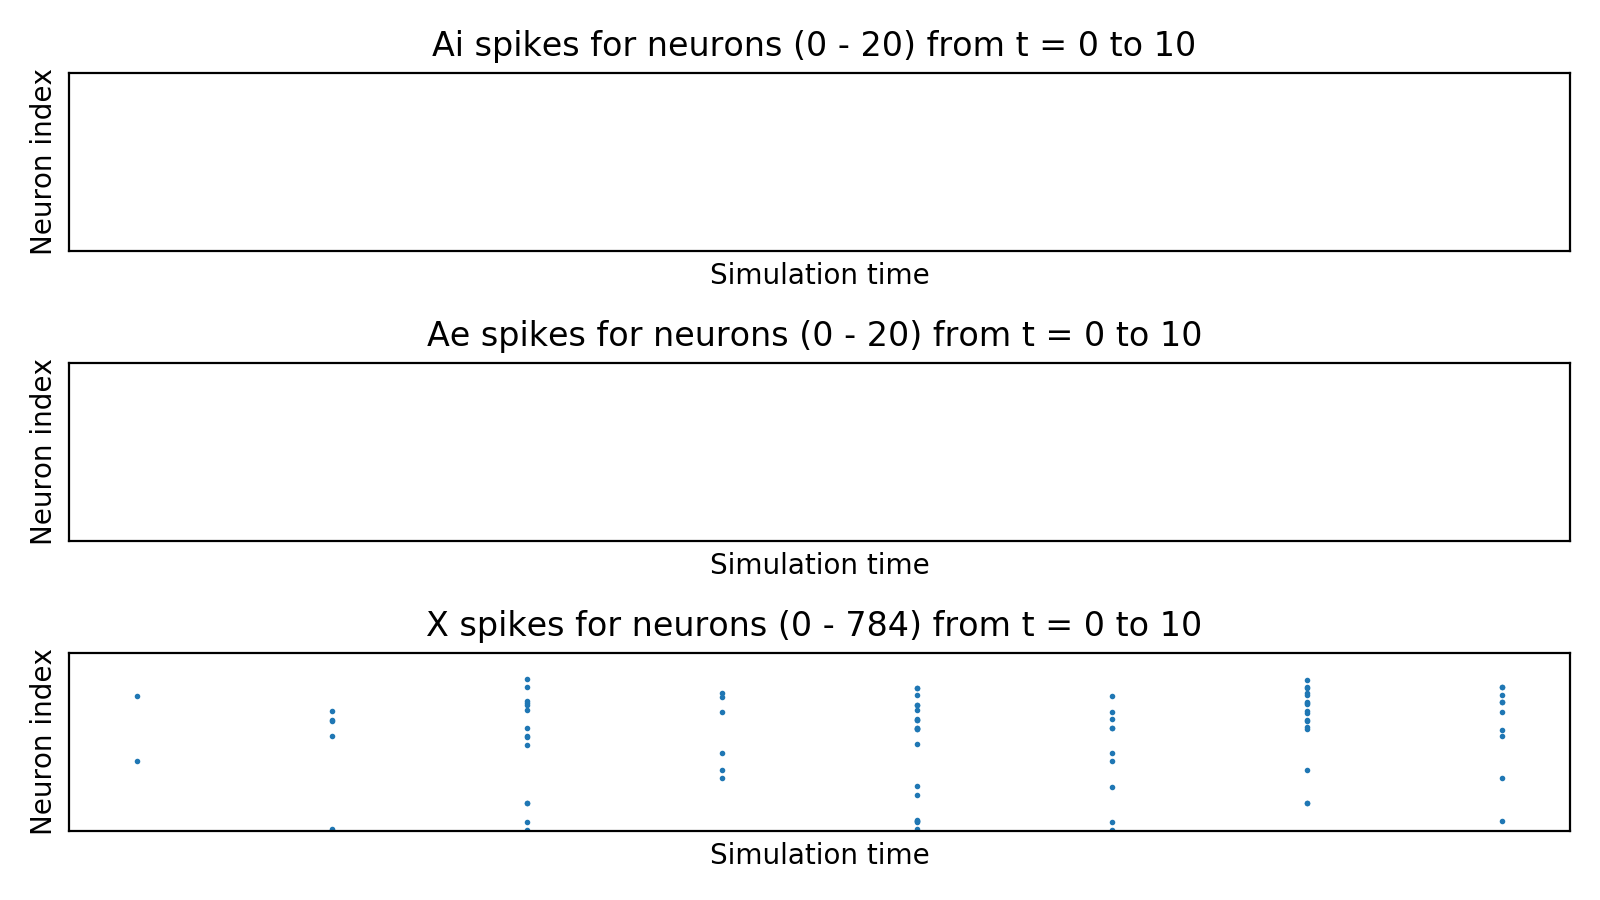 Ai spikes for neurons (0 - 20) from t = 0 to 10
Neuron index
Simulation time
Ae spikes for neurons (0 - 20) from t = 0 to 10
Neuron index
Simulation time
X spikes for neurons (0 - 784) from t = 0 to 10
Neuron index
Simulation time